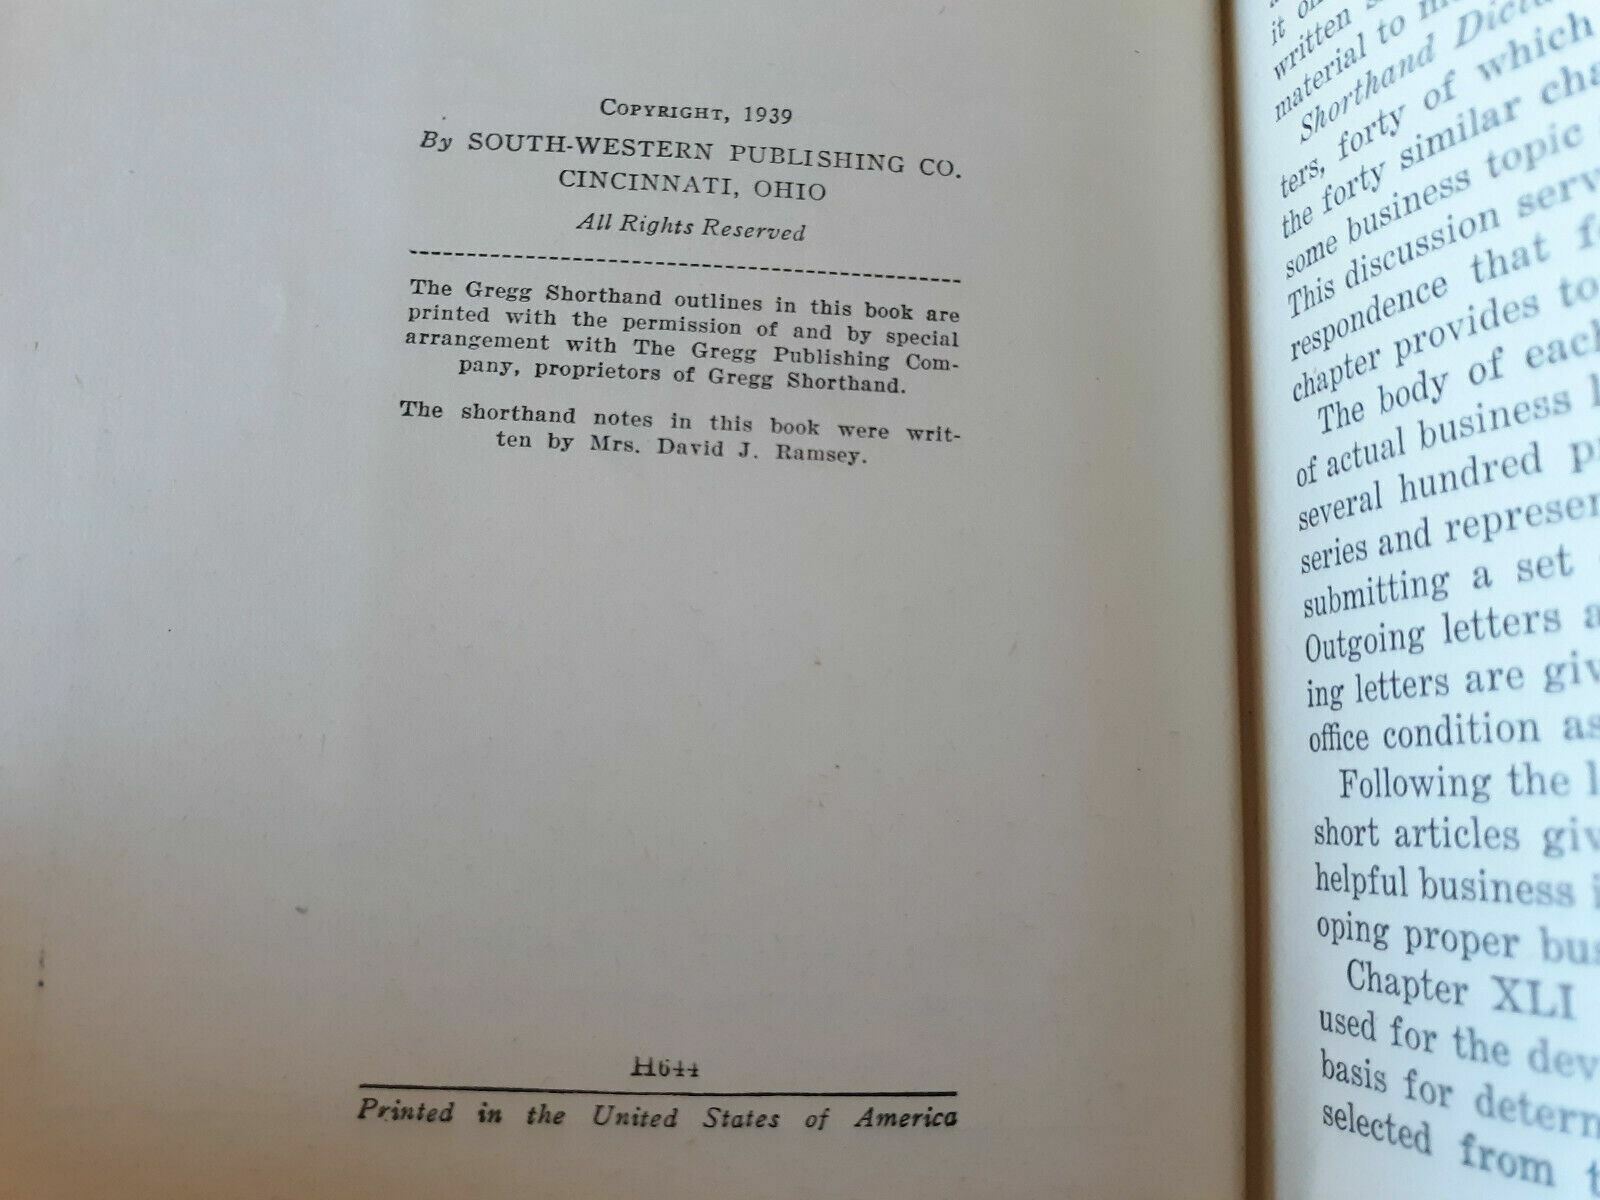 COPYRIGHT, 1939
By SOUTH-WESTERN PUBLISHING CO.
CINCINNATI, OHIO
All Rights Reserved
The Gregg Shorthand outlines in this book are
printed with the permission of and by special
arrangement with The Gregg Publishing Com-
pany, proprietors of Gregg Shorthand.
The shorthand notes in this book were writ-
ten by Mrs. David J. Ramsey.
H644
Printed in the United States of America
it
written
material to
Shorthand
ters, forty of which
the forty similar
some business topic
This discussion
respondence that
chapter provides to
The body of each
of actual business
several hundred
series and
submitting a set
Outgoing letters
ing letters are
office condition as
Following the
short articles
helpful business
oping proper
Chapter XLI
used for the
basis for
selected from